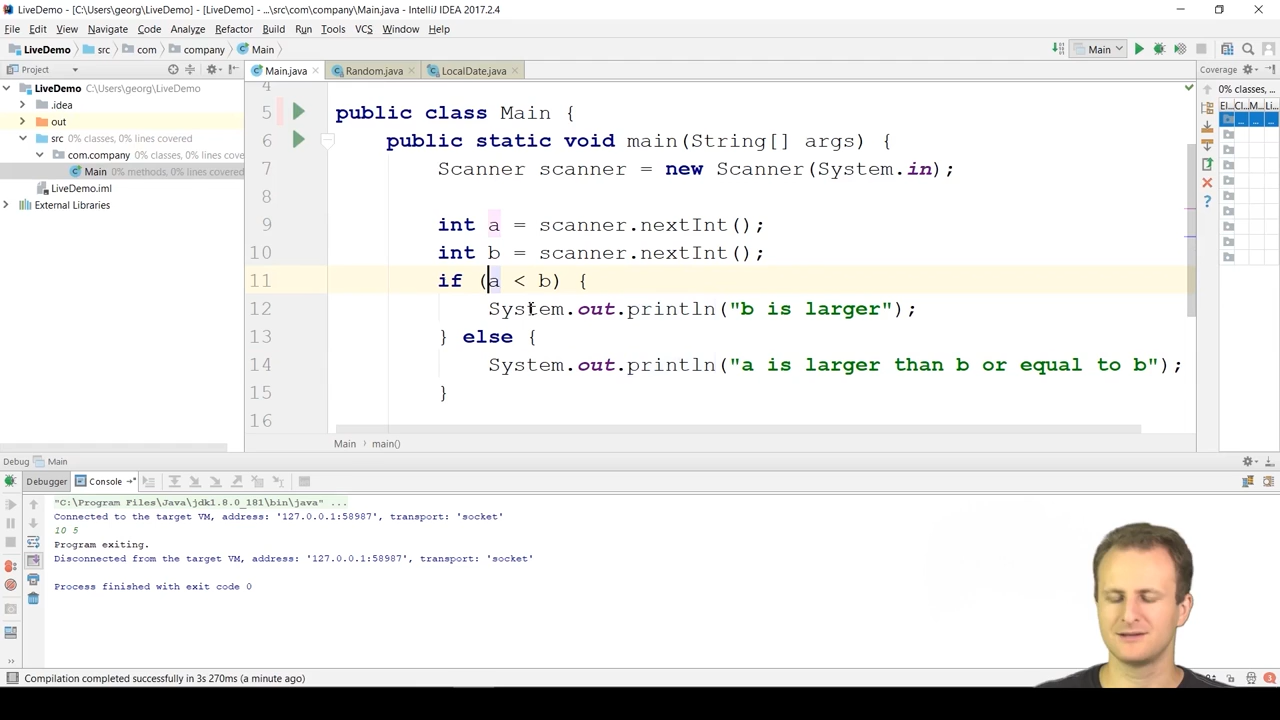 LiveDemo - [C:\Users\georg\LiveDemo] - [LiveDemo] - ...\src\com\company\Main.java - IntelliJ IDEA 2017.2.4
File Edit View Navigate Code Analyze Refactor Build Run Tools VCS Window Help
LiveDemo src com company Main
Main
Project
Main.java Random.java LocalDate.java
Coverage
LiveDemo C:\Users\georg\LiveDemo
.idea
out
src 0% classes, 0% lines covered
com.company 0% classes, 0% lines cove
Main 0% methods, 0% lines covered
LiveDemo.iml
External Libraries
4
5 public class Main {
6 public static void main(String[] args) {
7 Scanner scanner = new Scanner(System.in);
8
9 int a = scanner.nextInt();
10 int b = scanner.nextInt();
11 if (a < b) {
12 System.out.println("b is larger");
13 } else {
14 System.out.println("a is larger than b or equal to b");
15 }
16
Main main()
0% classes, ...
El... Cl... M... Li...
... ... ...
Debug Main
Debugger Console
"C:\Program Files\Java\jdk1.8.0_181\bin\java" ...
Connected to the target VM, address: '127.0.0.1:58987', transport: 'socket'
10 5
Program exiting.
Disconnected from the target VM, address: '127.0.0.1:58987', transport: 'socket'
Process finished with exit code 0
Compilation completed successfully in 3s 270ms (a minute ago)